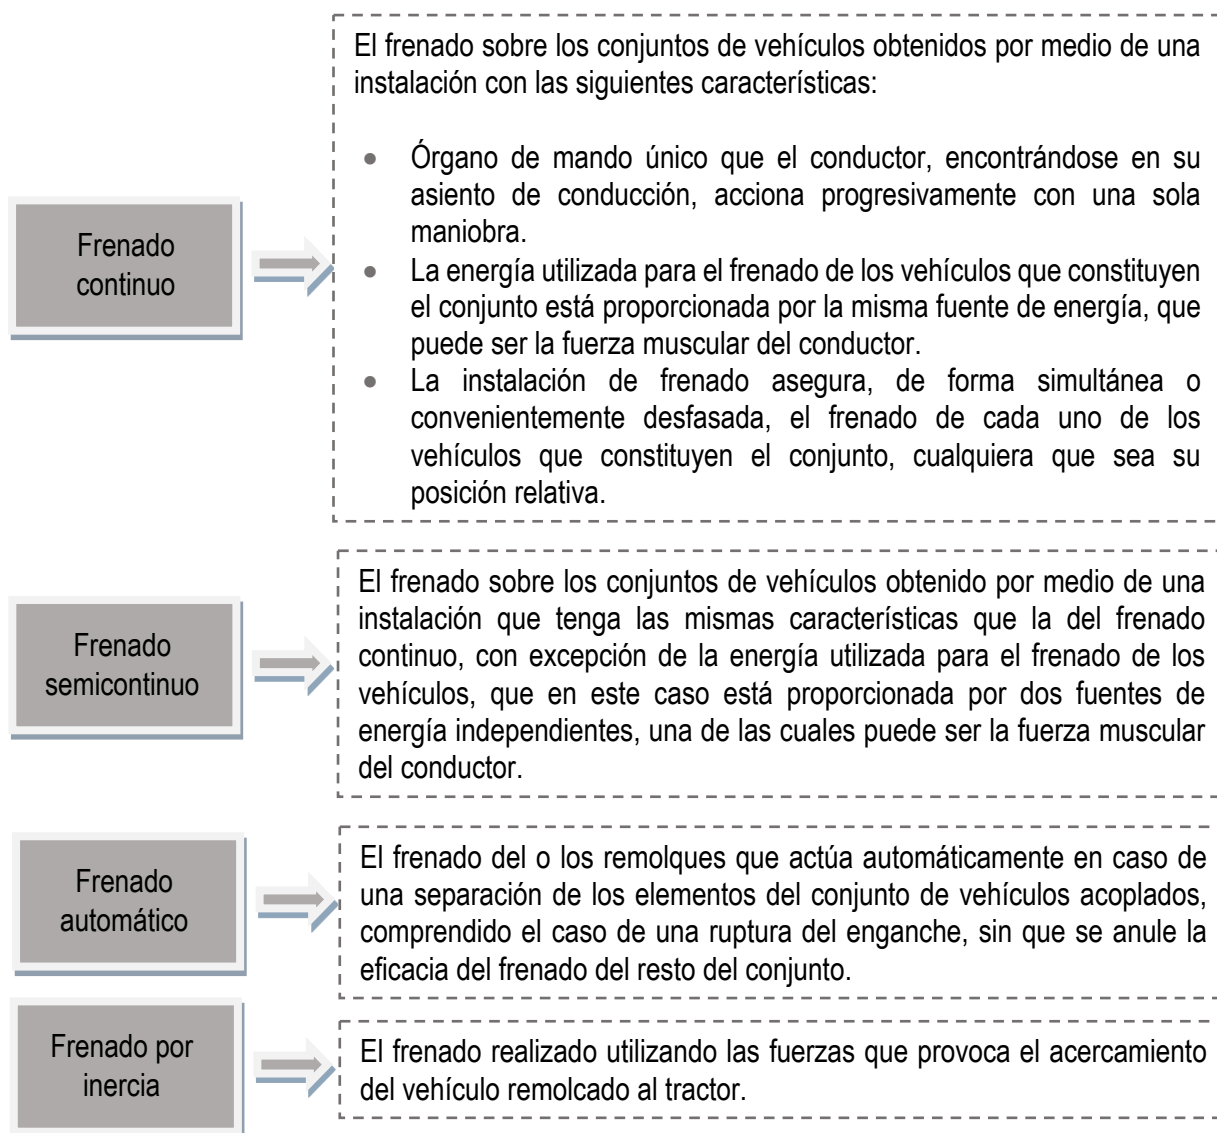 El frenado sobre los conjuntos de vehículos obtenidos por medio de una
instalación con las siguientes características:
Frenado
continuo
• Órgano de mando único que el conductor, encontrándose en su
asiento de conducción, acciona progresivamente con una sola
maniobra.
• La energía utilizada para el frenado de los vehículos que constituyen
el conjunto está proporcionada por la misma fuente de energía, que
puede ser la fuerza muscular del conductor.
• La instalación de frenado asegura, de forma simultánea o
convenientemente desfasada, el frenado de cada uno de los
vehículos que constituyen el conjunto, cualquiera que sea su
posición relativa.
Frenado
semicontinuo
El frenado sobre los conjuntos de vehículos obtenido por medio de una
instalación que tenga las mismas características que la del frenado
continuo, con excepción de la energía utilizada para el frenado de los
vehículos, que en este caso está proporcionada por dos fuentes de
energía independientes, una de las cuales puede ser la fuerza muscular
del conductor.
Frenado
automático
El frenado del o los remolques que actúa automáticamente en caso de
una separación de los elementos del conjunto de vehículos acoplados,
comprendido el caso de una ruptura del enganche, sin que se anule la
eficacia del frenado del resto del conjunto.
Frenado por
inercia
El frenado realizado utilizando las fuerzas que provoca el acercamiento
del vehículo remolcado al tractor.